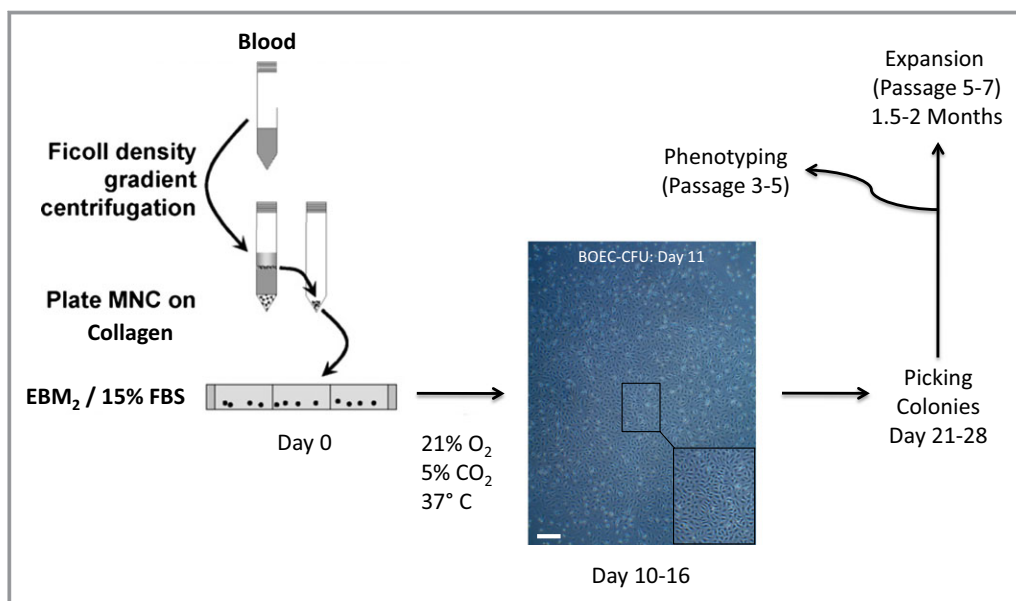 Blood
Ficoll density
gradient
centrifugation
Plate MNC on
Collagen
EBM₂ / 15% FBS
Day 0
21% O₂
5% CO₂
37° C
BOEC-CFU: Day 11
Day 10-16
Picking
Colonies
Day 21-28
Phenotyping
(Passage 3-5)
Expansion
(Passage 5-7)
1.5-2 Months